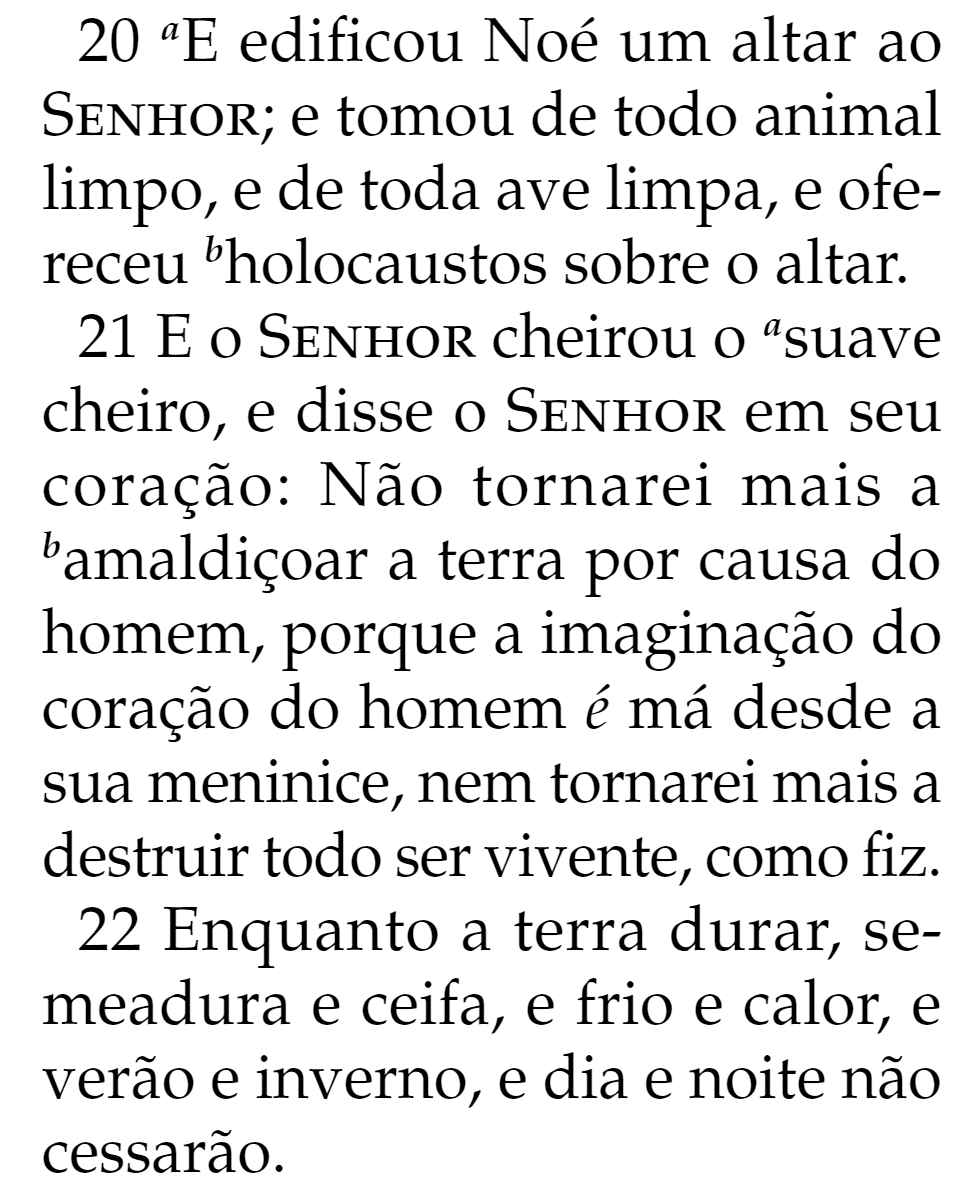 20 ᵃE edificou Noé um altar ao
SENHOR; e tomou de todo animal
limpo, e de toda ave limpa, e ofe-
receu ᵇholocaustos sobre o altar.
21 E o SENHOR cheirou o ᵃsuave
cheiro, e disse o SENHOR em seu
coração: Não tornarei mais a
ᵇamaldiçoar a terra por causa do
homem, porque a imaginação do
coração do homem é má desde a
sua meninice, nem tornarei mais a
destruir todo ser vivente, como fiz.
22 Enquanto a terra durar, se-
meadura e ceifa, e frio e calor, e
verão e inverno, e dia e noite não
cessarão.